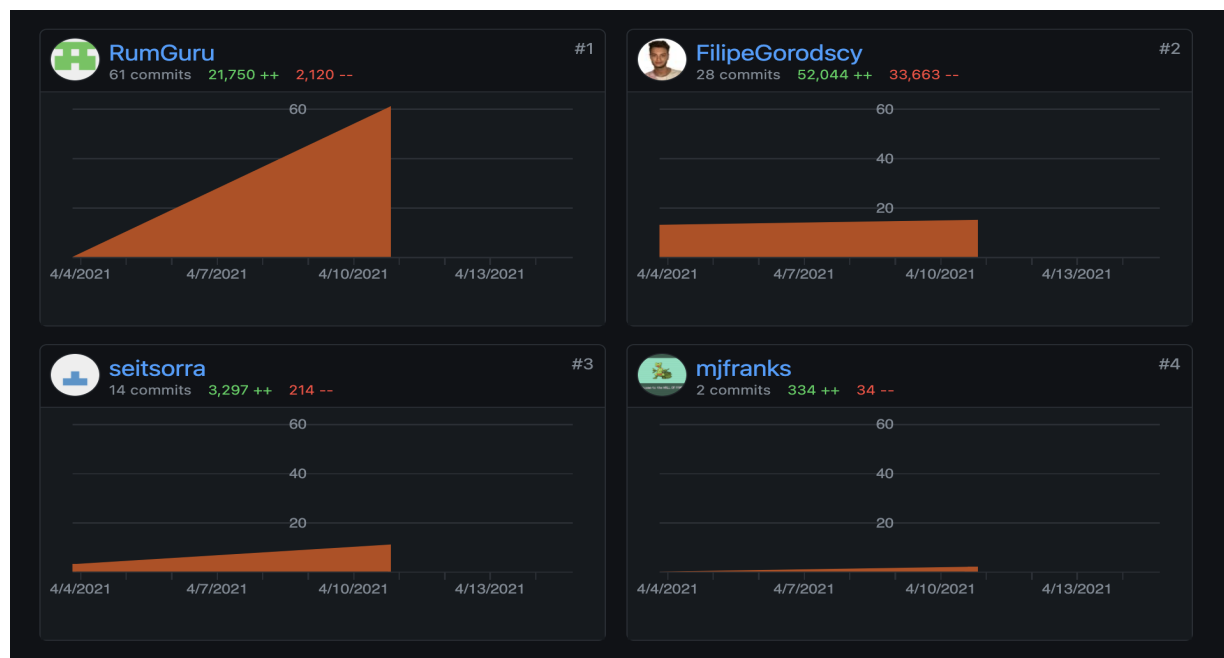 RumGuru
#1
61 commits 21,750 ++ 2,120 --
60
4/4/2021 4/7/2021 4/10/2021 4/13/2021
FilipeGorodscy
#2
28 commits 52,044 ++ 33,663 --
60
40
20
4/4/2021 4/7/2021 4/10/2021 4/13/2021
seitsorra
#3
14 commits 3,297 ++ 214 --
60
40
20
4/4/2021 4/7/2021 4/10/2021 4/13/2021
mjfranks
#4
2 commits 334 ++ 34 --
60
40
20
4/4/2021 4/7/2021 4/10/2021 4/13/2021